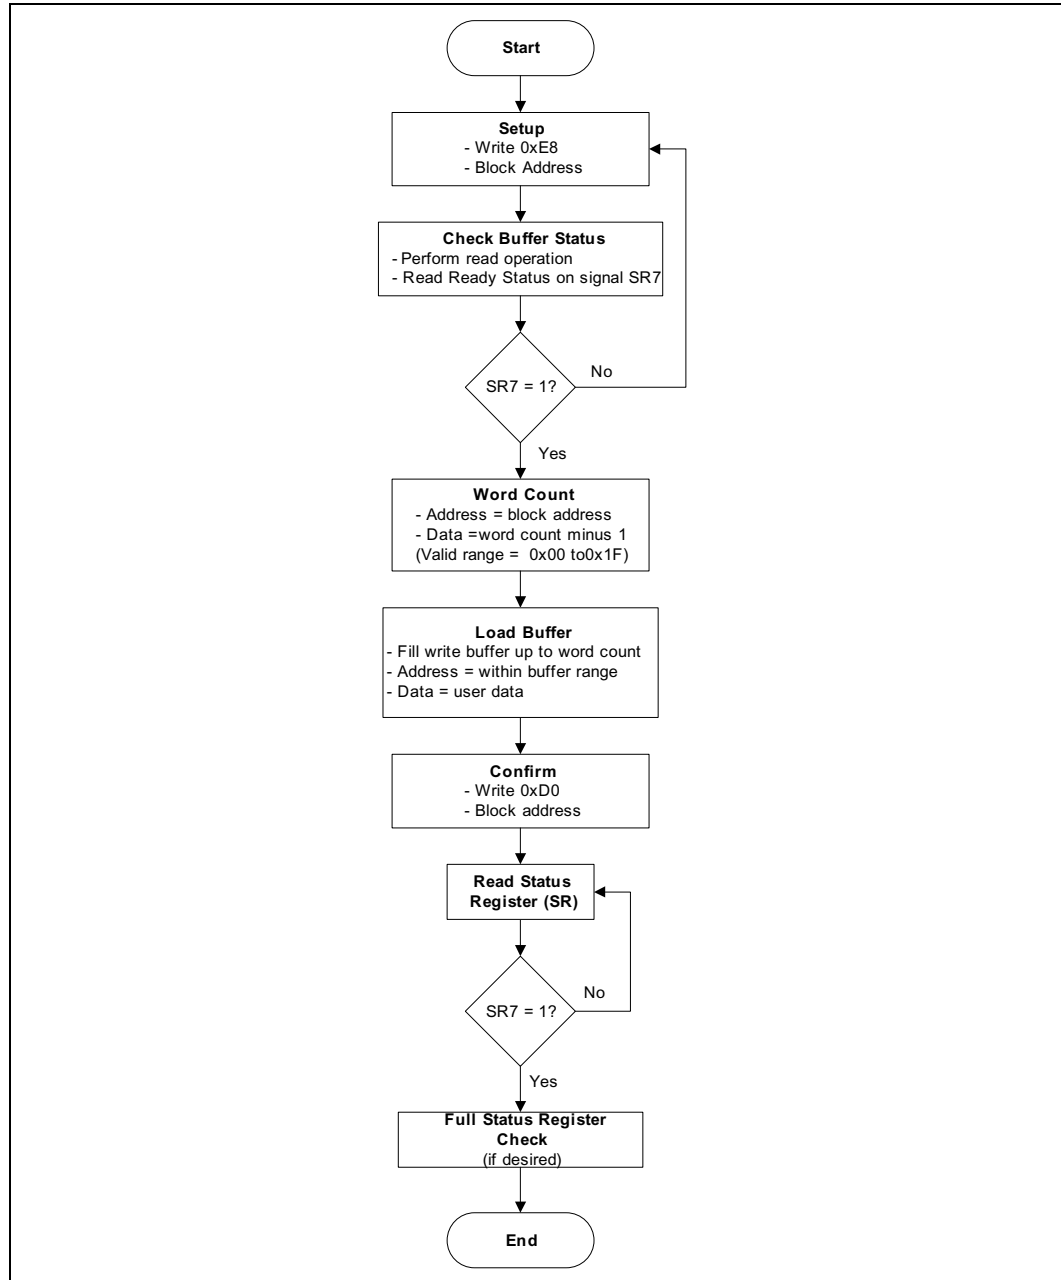 Start
Setup
- Write 0xE8
- Block Address
Check Buffer Status
- Perform read operation
- Read Ready Status on signal SR7
SR7 = 1?
No
Yes
Word Count
- Address = block address
- Data =word count minus 1
(Valid range = 0x00 to0x1F)
Load Buffer
- Fill write buffer up to word count
- Address = within buffer range
- Data = user data
Confirm
- Write 0xD0
- Block address
Read Status
Register (SR)
No
SR7 = 1?
Yes
Full Status Register
Check
(if desired)
End